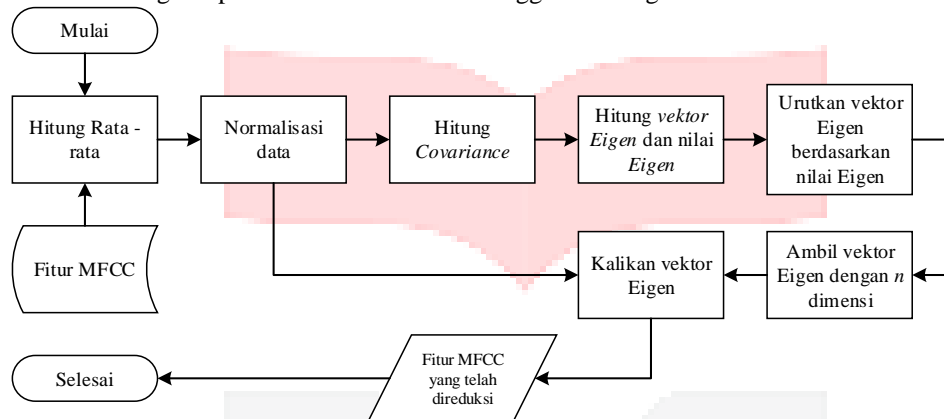 Mulai
Hitung Rata -
rata
Normalisasi
data
Hitung
Covariance
Hitung vektor
Eigen dan nilai
Eigen
Urutkan vektor
Eigen
berdasarkan
nilai Eigen
Fitur MFCC
Kalikan vektor
Eigen
Ambil vektor
Eigen dengan n
dimensi
Selesai
Fitur MFCC
yang telah
direduksi